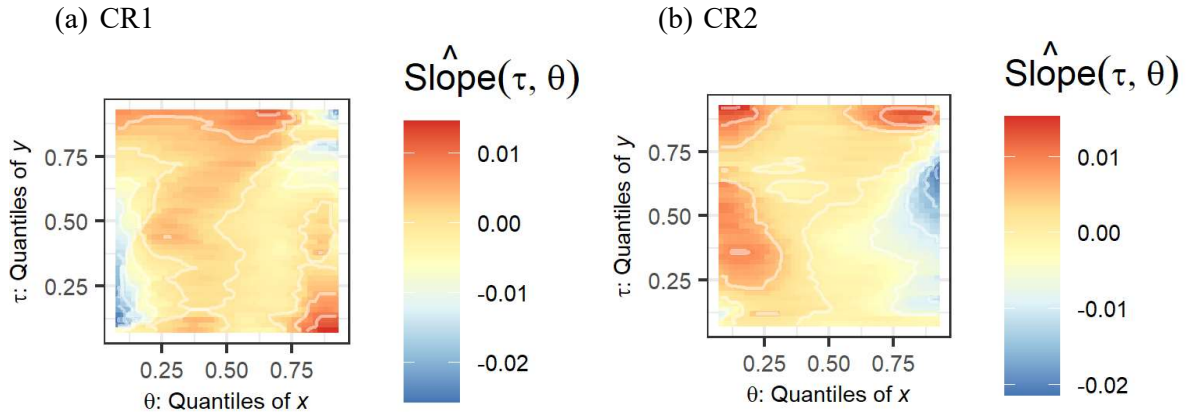 (a) CR1
Slope^(τ, θ)
τ: Quantiles of y
0.75
0.50
0.25
0.25 0.50 0.75
θ: Quantiles of x
0.01
0.00
-0.01
-0.02
(b) CR2
Slope^(τ, θ)
τ: Quantiles of y
0.75
0.50
0.25
0.25 0.50 0.75
θ: Quantiles of x
0.01
0.00
-0.01
-0.02